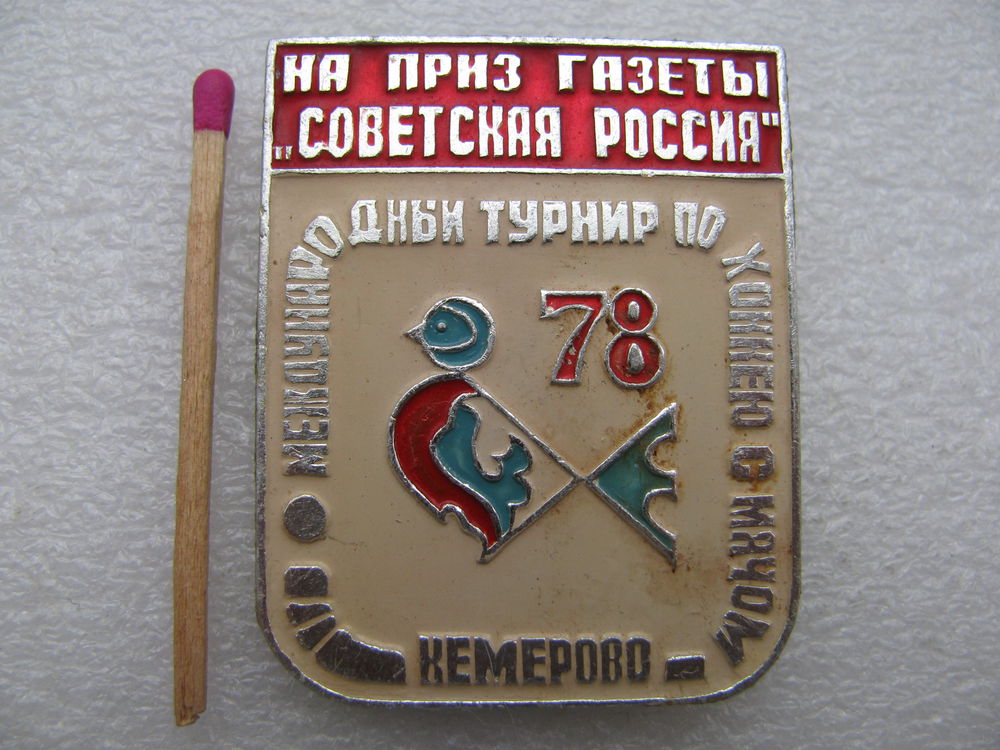 НА ПРИЗ ГАЗЕТЫ
„СОВЕТСКАЯ РОССИЯ"
МЕЖДУНАРОДНЫЙ ТУРНИР ПО ХОККЕЮ С МЯЧОМ
78
КЕМЕРОВО